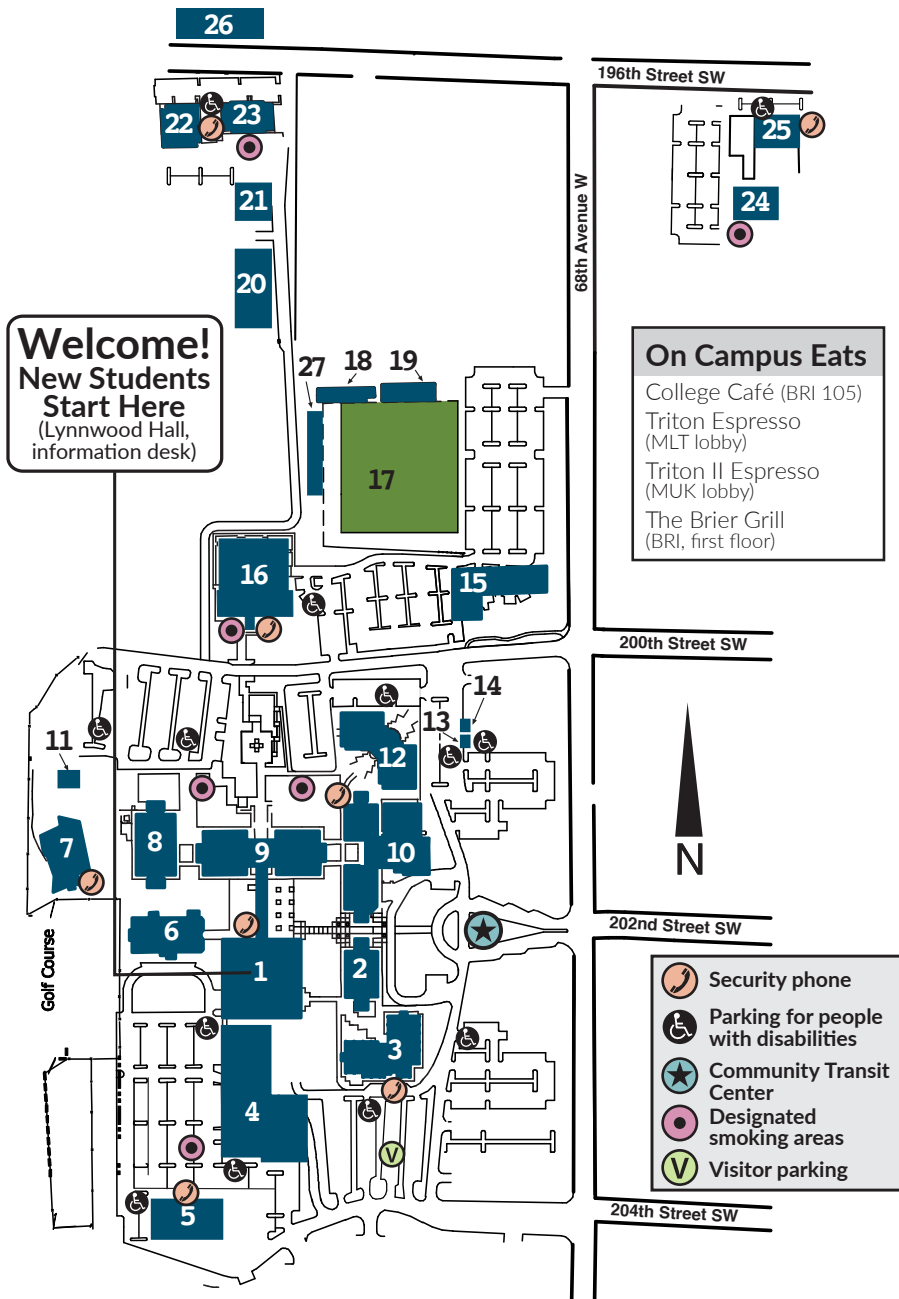 26
196th Street SW
22
23
25
21
24
68th Avenue W
20
Welcome!
New Students
Start Here
(Lynnwood Hall,
information desk)
On Campus Eats
College Café (BRI 105)
Triton Espresso
(MLT lobby)
Triton II Espresso
(MUK lobby)
The Brier Grill
(BRI, first floor)
27
18
19
17
16
15
200th Street SW
14
13
11
12
N
7
8
9
10
6
202nd Street SW
Golf Course
1
2
3
4
V
5
Security phone
Parking for people
with disabilities
Community Transit
Center
Designated
smoking areas
V Visitor parking
204th Street SW